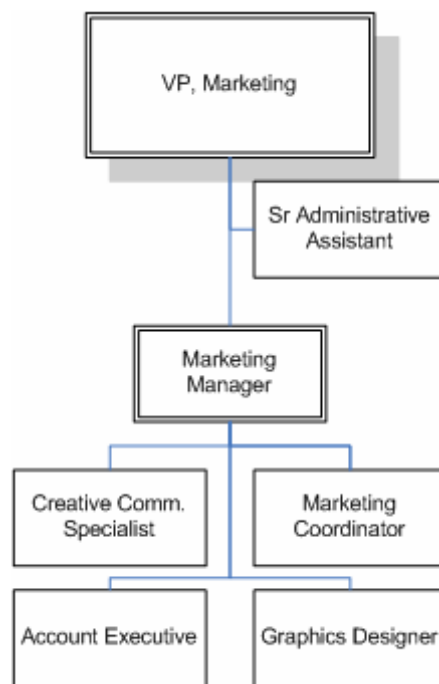 VP, Marketing
Sr Administrative
Assistant
Marketing
Manager
Creative Comm.
Specialist
Marketing
Coordinator
Account Executive
Graphics Designer